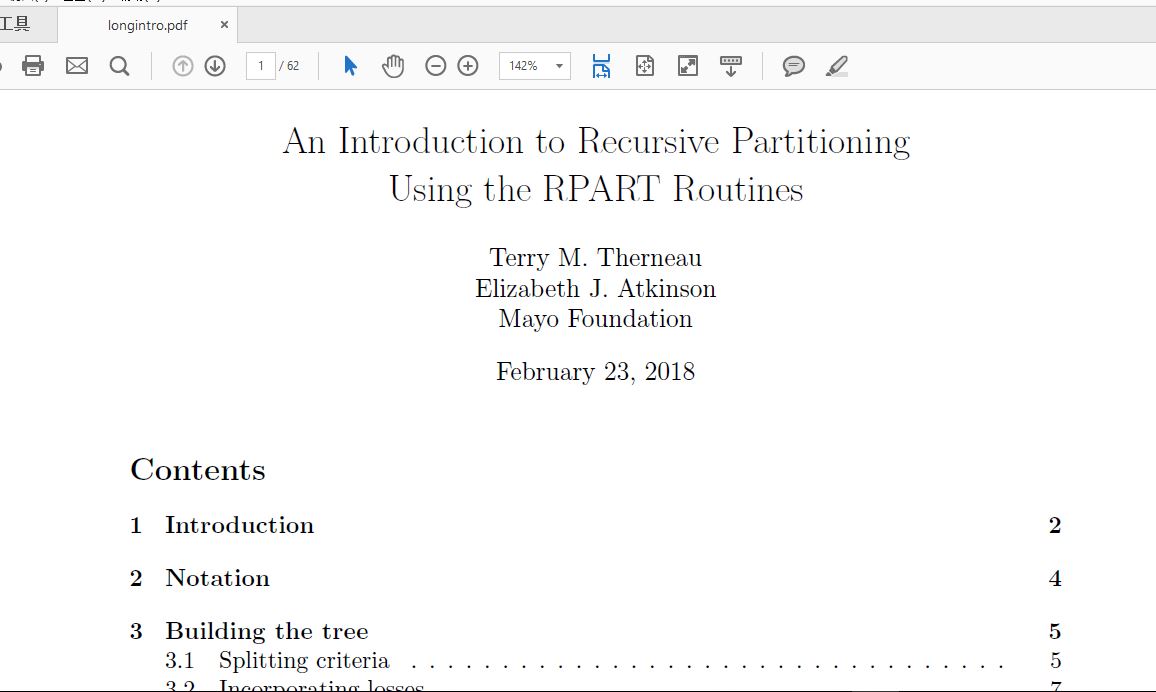 工具
longintro.pdf ×
1 / 62
142%
An Introduction to Recursive Partitioning
Using the RPART Routines
Terry M. Therneau
Elizabeth J. Atkinson
Mayo Foundation
February 23, 2018
Contents
1 Introduction 2
2 Notation 4
3 Building the tree 5
3.1 Splitting criteria . . . . . . . . . . . . . . . . . . . . . . . . . . . . . . . . . 5
3.2 Incorporating losses 7